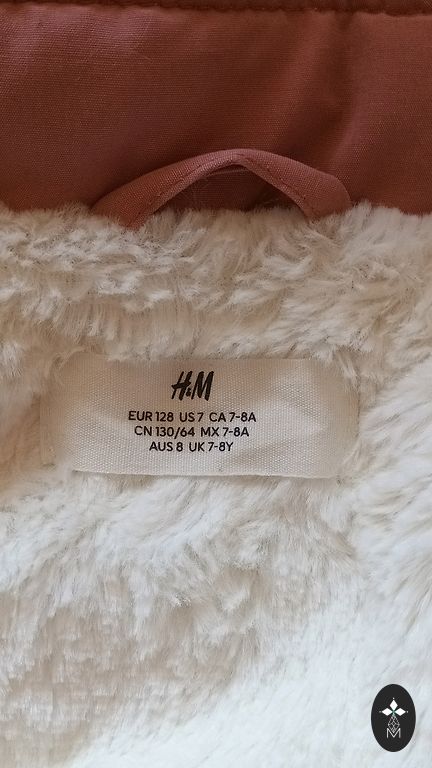 H&M
EUR 128 US 7 CA 7-8A
CN 130/64 MX 7-8A
AUS 8 UK 7-8Y
M